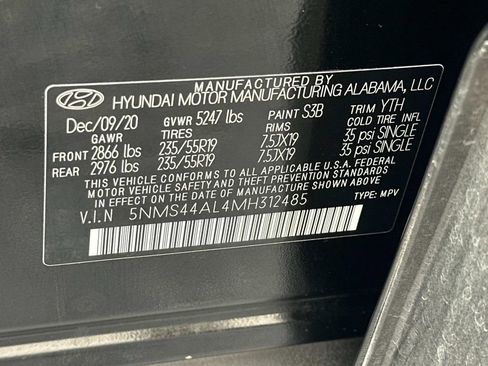 MANUFACTURED BY
HYUNDAI MOTOR MANUFACTURING ALABAMA, LLC
Dec/09/20 GVWR 5247 lbs PAINT S3B TRIM YTH
GAWR TIRES RIMS COLD TIRE INFL
FRONT 2866 lbs 235/55R19 7.5JX19 35 psi SINGLE
REAR 2976 lbs 235/55R19 7.5JX19 35 psi SINGLE
THIS VEHICLE CONFORMS TO ALL APPLICABLE U.S.A. FEDERAL
MOTOR VEHICLE SAFETY, BUMPER, AND THEFT PREVENTION STANDARDS
IN EFFECT ON THE DATE OF MANUFACTURE SHOWN ABOVE.
V.I.N 5NMS44AL4MH312485 TYPE: MPV